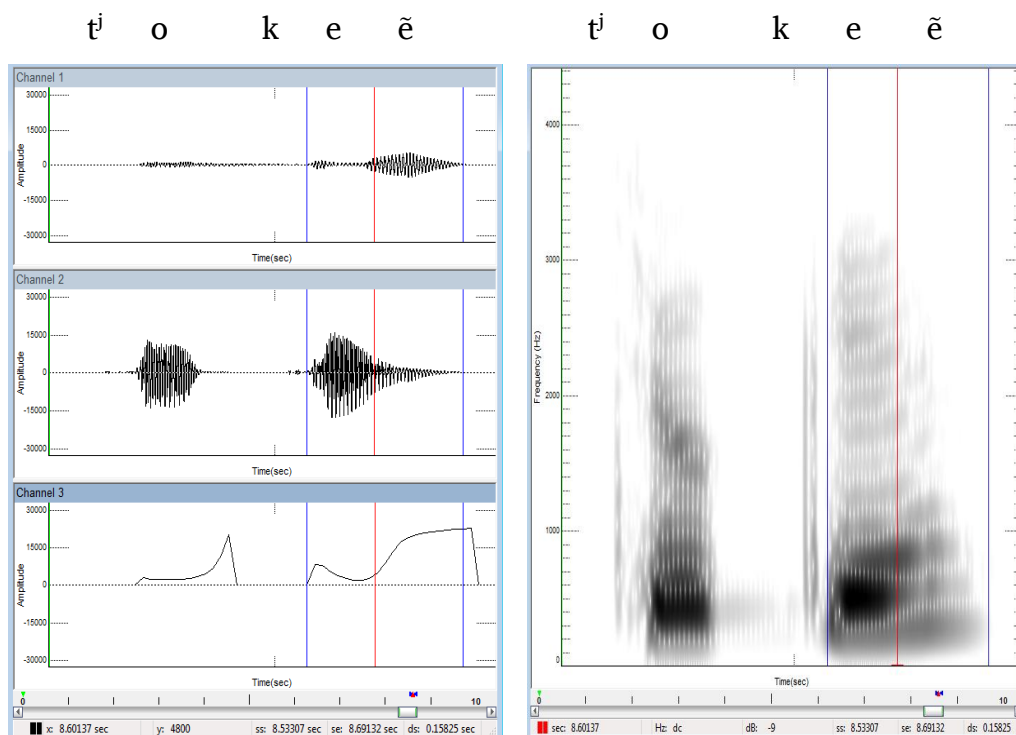 tʲ o k e ẽ
Channel 1
30000
15000
0
-15000
-30000
Amplitude
Time(sec)
Channel 2
30000
15000
0
-15000
-30000
Amplitude
Time(sec)
Channel 3
30000
15000
0
-15000
-30000
Amplitude
Time(sec)
0 10
x: 8.60137 sec y: 4800 ss: 8.53307 sec se: 8.69132 sec ds: 0.15825 sec
tʲ o k e ẽ
4000
3000
2000
1000
0
Frequency (Hz)
Time(sec)
0 10
sec: 8.60137 Hz: dc dB: -9 ss: 8.53307 se: 8.69132 ds: 0.15825